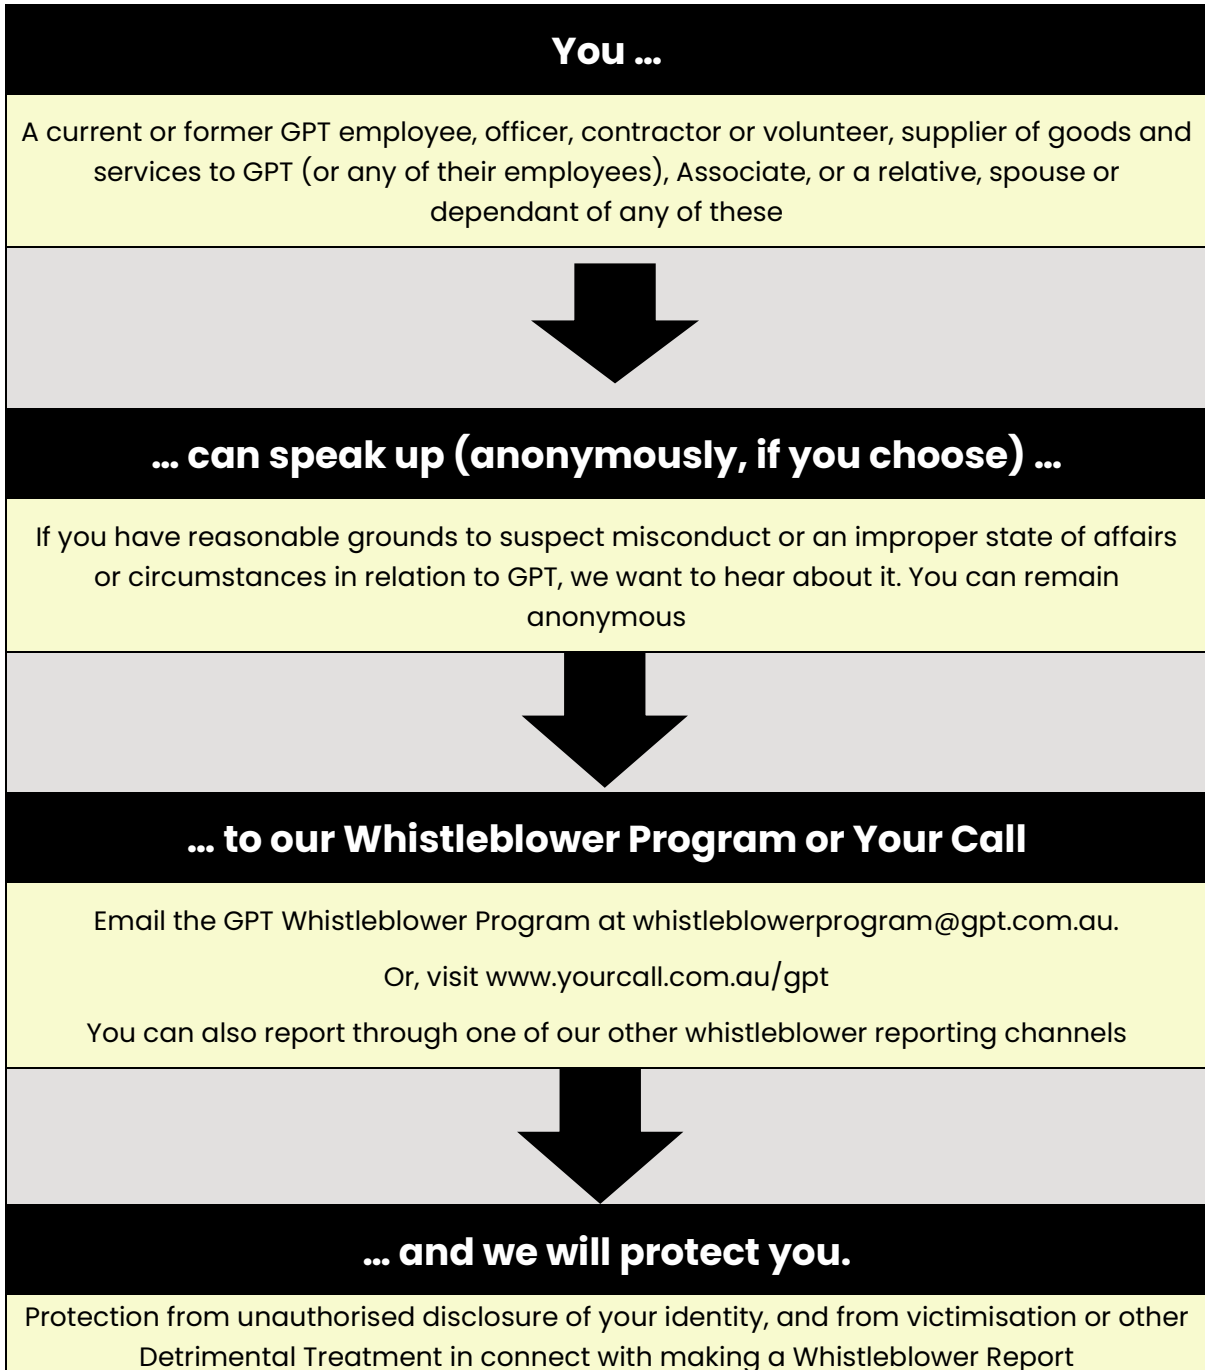 You …
A current or former GPT employee, officer, contractor or volunteer, supplier of goods and
services to GPT (or any of their employees), Associate, or a relative, spouse or
dependant of any of these
… can speak up (anonymously, if you choose) …
If you have reasonable grounds to suspect misconduct or an improper state of affairs
or circumstances in relation to GPT, we want to hear about it. You can remain
anonymous
… to our Whistleblower Program or Your Call
Email the GPT Whistleblower Program at whistleblowerprogram@gpt.com.au.
Or, visit www.yourcall.com.au/gpt
You can also report through one of our other whistleblower reporting channels
… and we will protect you.
Protection from unauthorised disclosure of your identity, and from victimisation or other
Detrimental Treatment in connect with making a Whistleblower Report